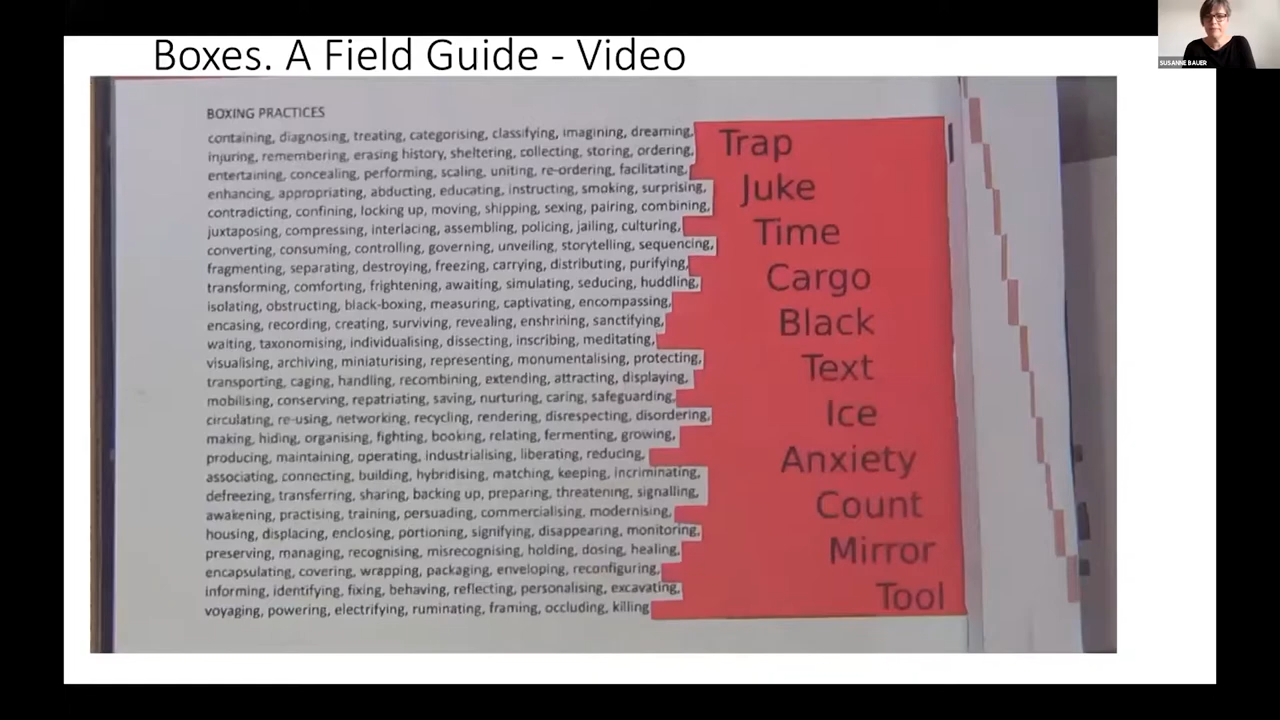 Boxes. A Field Guide - Video
SUSANNE BAUER
BOXING PRACTICES
containing, diagnosing, treating, categorising, classifying, imagining, dreaming,
injuring, remembering, erasing history, sheltering, collecting, storing, ordering,
entertaining, concealing, performing, scaling, uniting, re-ordering, facilitating,
enhancing, appropriating, abducting, educating, instructing, smoking, surprising,
contradicting, confining, locking up, moving, shipping, sexing, pairing, combining,
juxtaposing, compressing, interlacing, assembling, policing, jailing, culturing,
converting, consuming, controlling, governing, unveiling, storytelling, sequencing,
fragmenting, separating, destroying, freezing, carrying, distributing, purifying,
transforming, comforting, frightening, awaiting, simulating, seducing, huddling,
isolating, obstructing, black-boxing, measuring, captivating, encompassing,
encasing, recording, creating, surviving, revealing, enshrining, sanctifying,
waiting, taxonomising, individualising, dissecting, inscribing, meditating,
visualising, archiving, miniaturising, representing, monumentalising, protecting,
transporting, caging, handling, recombining, extending, attracting, displaying,
mobilising, conserving, repatriating, saving, nurturing, caring, safeguarding,
circulating, re-using, networking, recycling, rendering, disrespecting, disordering,
making, hiding, organising, fighting, booking, relating, fermenting, growing,
producing, maintaining, operating, industrialising, liberating, reducing,
associating, connecting, building, hybridising, matching, keeping, incriminating,
defreezing, transferring, sharing, backing up, preparing, threatening, signalling,
awakening, practising, training, persuading, commercialising, modernising,
housing, displacing, enclosing, portioning, signifying, disappearing, monitoring,
preserving, managing, recognising, misrecognising, holding, dosing, healing,
encapsulating, covering, wrapping, packaging, enveloping, reconfiguring,
informing, identifying, fixing, behaving, reflecting, personalising, excavating,
voyaging, powering, electrifying, ruminating, framing, occluding, killing
Trap
Juke
Time
Cargo
Black
Text
Ice
Anxiety
Count
Mirror
Tool